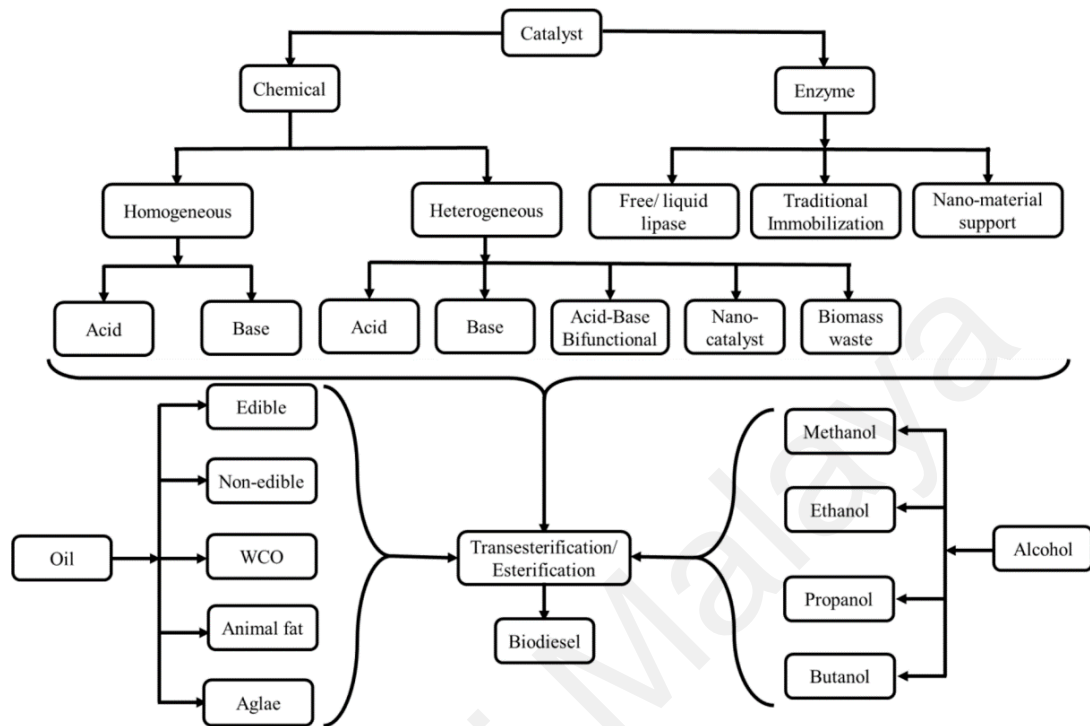 Catalyst
Chemical
Enzyme
Homogeneous
Heterogeneous
Free/ liquid
lipase
Traditional
Immobilization
Nano-material
support
Acid
Base
Acid
Base
Acid-Base
Bifunctional
Nano-
catalyst
Biomass
waste
Oil
Edible
Non-edible
WCO
Animal fat
Aglae
Transesterification/
Esterification
Biodiesel
Methanol
Ethanol
Propanol
Butanol
Alcohol
Malaya